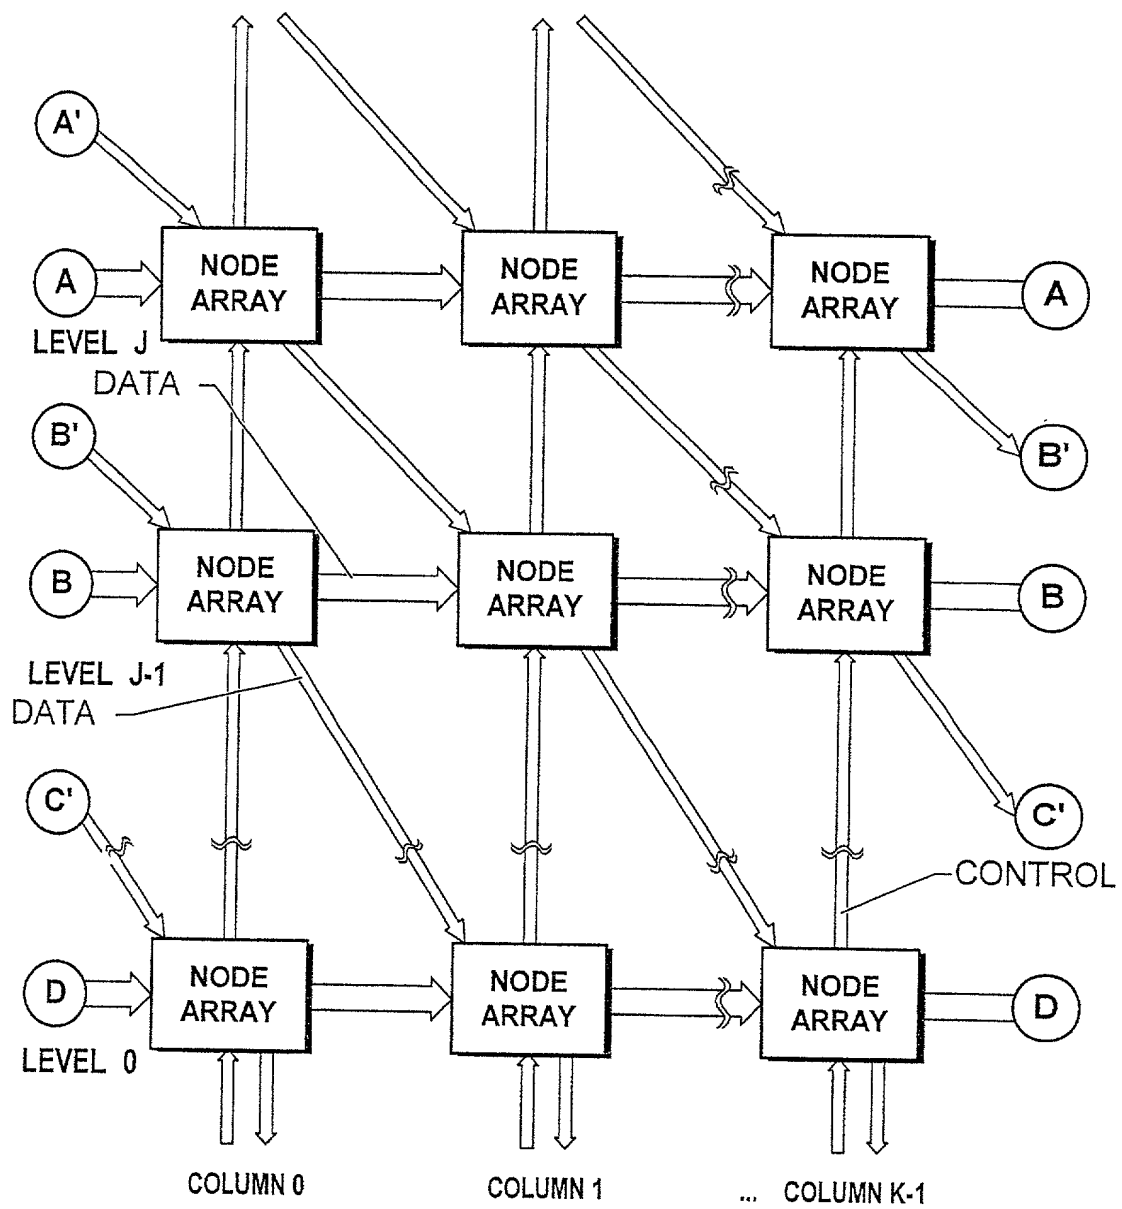 A'
A
NODE
ARRAY
NODE
ARRAY
NODE
ARRAY
A
LEVEL J
DATA
B'
B'
B
NODE
ARRAY
NODE
ARRAY
NODE
ARRAY
B
LEVEL J-1
DATA
C'
C'
CONTROL
D
NODE
ARRAY
NODE
ARRAY
NODE
ARRAY
D
LEVEL 0
COLUMN 0
COLUMN 1
... COLUMN K-1